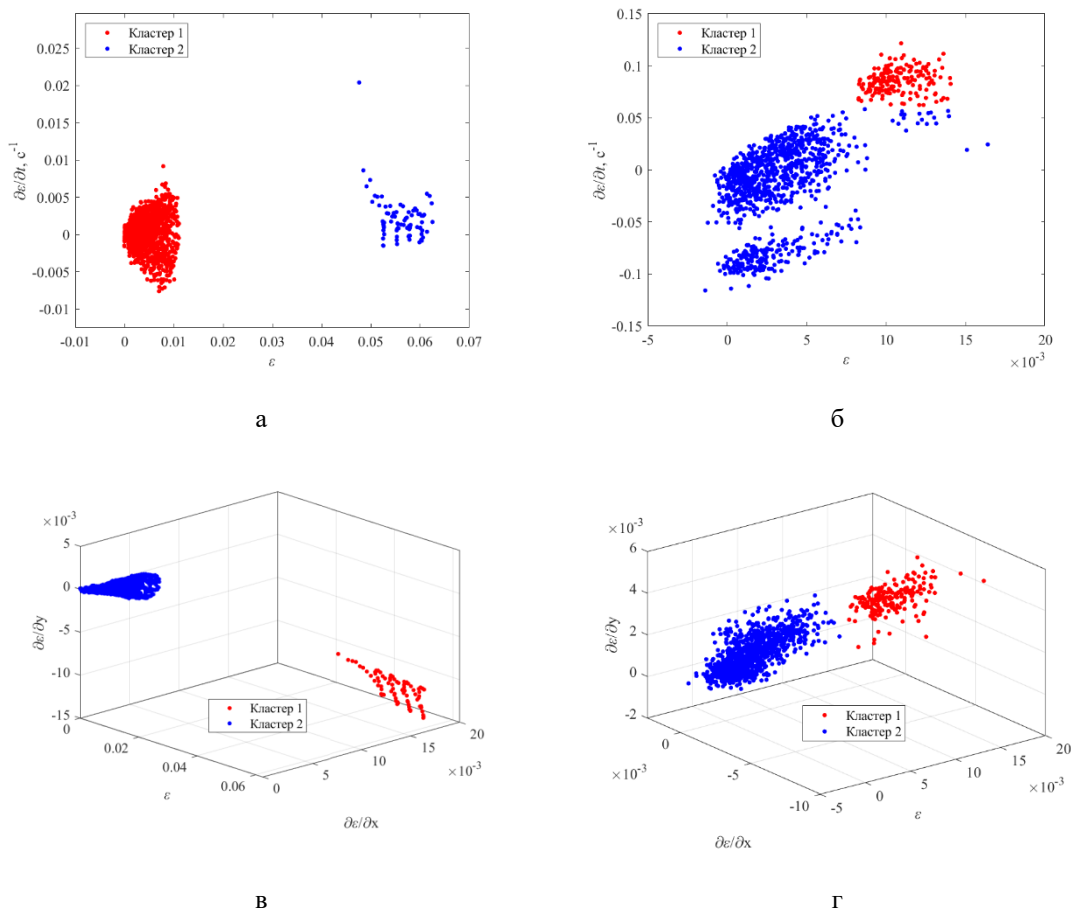 Кластер 1
Кластер 2
0.025
0.02
0.015
0.01
0.005
0
-0.005
-0.01
∂ε/∂t, c⁻¹
-0.01 0 0.01 0.02 0.03 0.04 0.05 0.06 0.07
ε
а
Кластер 1
Кластер 2
0.15
0.1
0.05
0
-0.05
-0.1
-0.15
∂ε/∂t, c⁻¹
-5 0 5 10 15 20
ε
×10⁻³
б
×10⁻³
5
0
-5
-10
-15
∂ε/∂y
Кластер 1
Кластер 2
0
0.02
0.04
0.06
ε
0
5
10
15
20
×10⁻³
∂ε/∂x
в
×10⁻³
6
4
2
0
-2
∂ε/∂y
Кластер 1
Кластер 2
0
-5
-10
×10⁻³
∂ε/∂x
-5
0
5
10
15
20
×10⁻³
ε
г